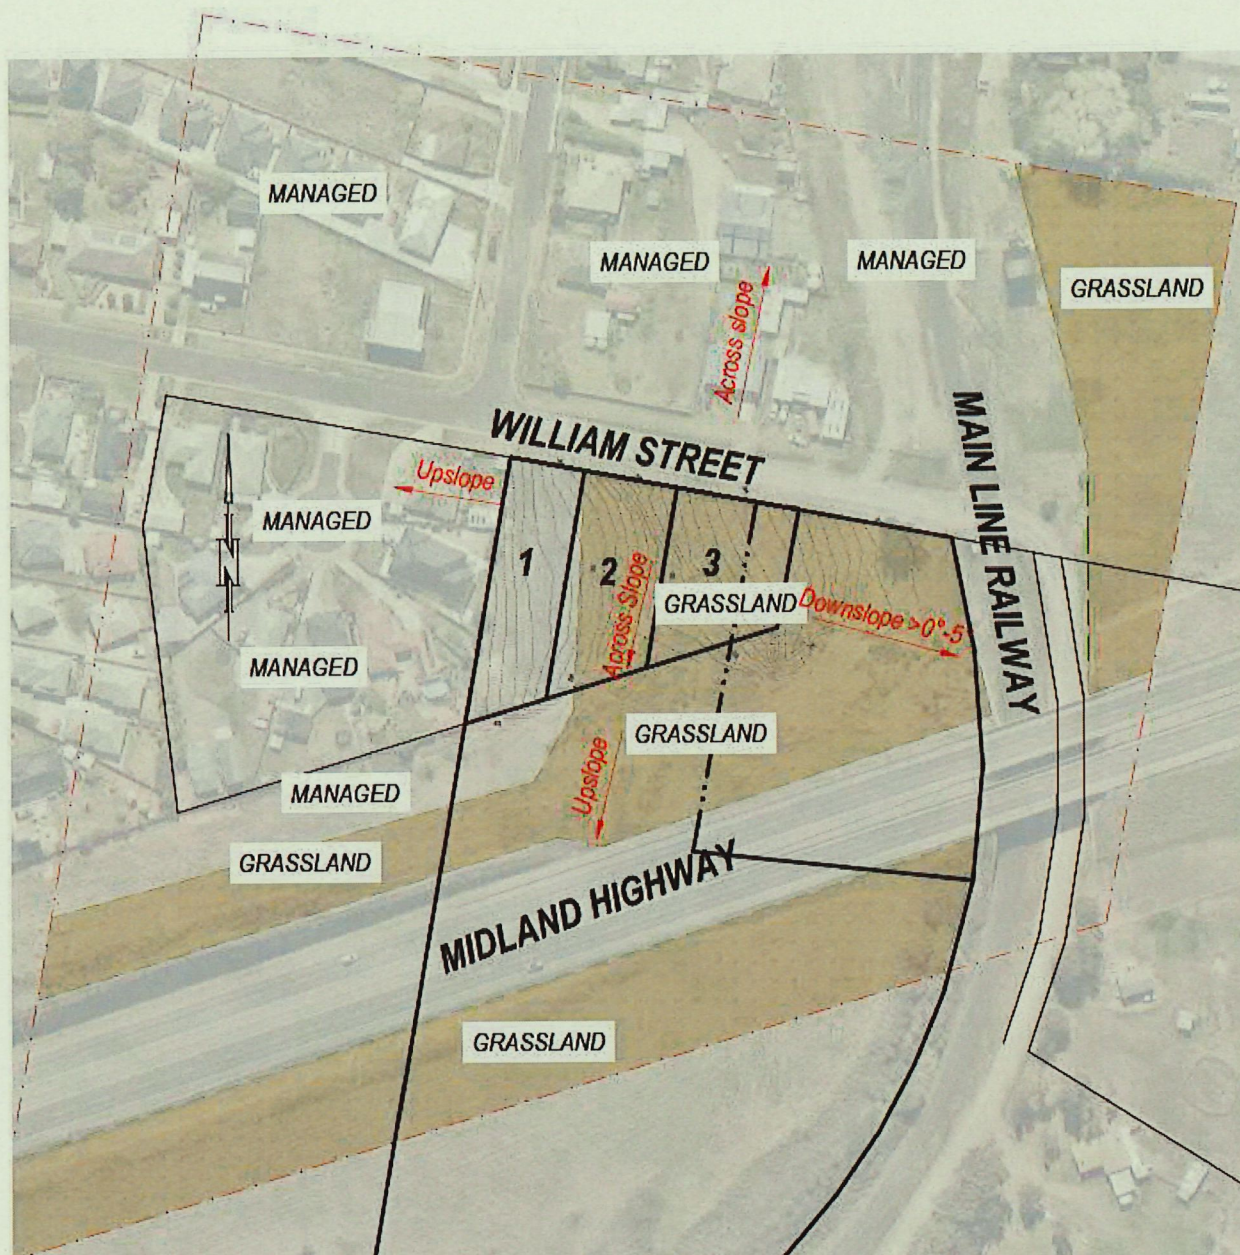 MANAGED
MANAGED
MANAGED
GRASSLAND
Across slope
WILLIAM STREET
MAIN LINE RAILWAY
Upslope
MANAGED
N
1
2
3
GRASSLAND
Across Slope
Downslope >0°-5
MANAGED
GRASSLAND
Upslope
MANAGED
GRASSLAND
MIDLAND HIGHWAY
GRASSLAND